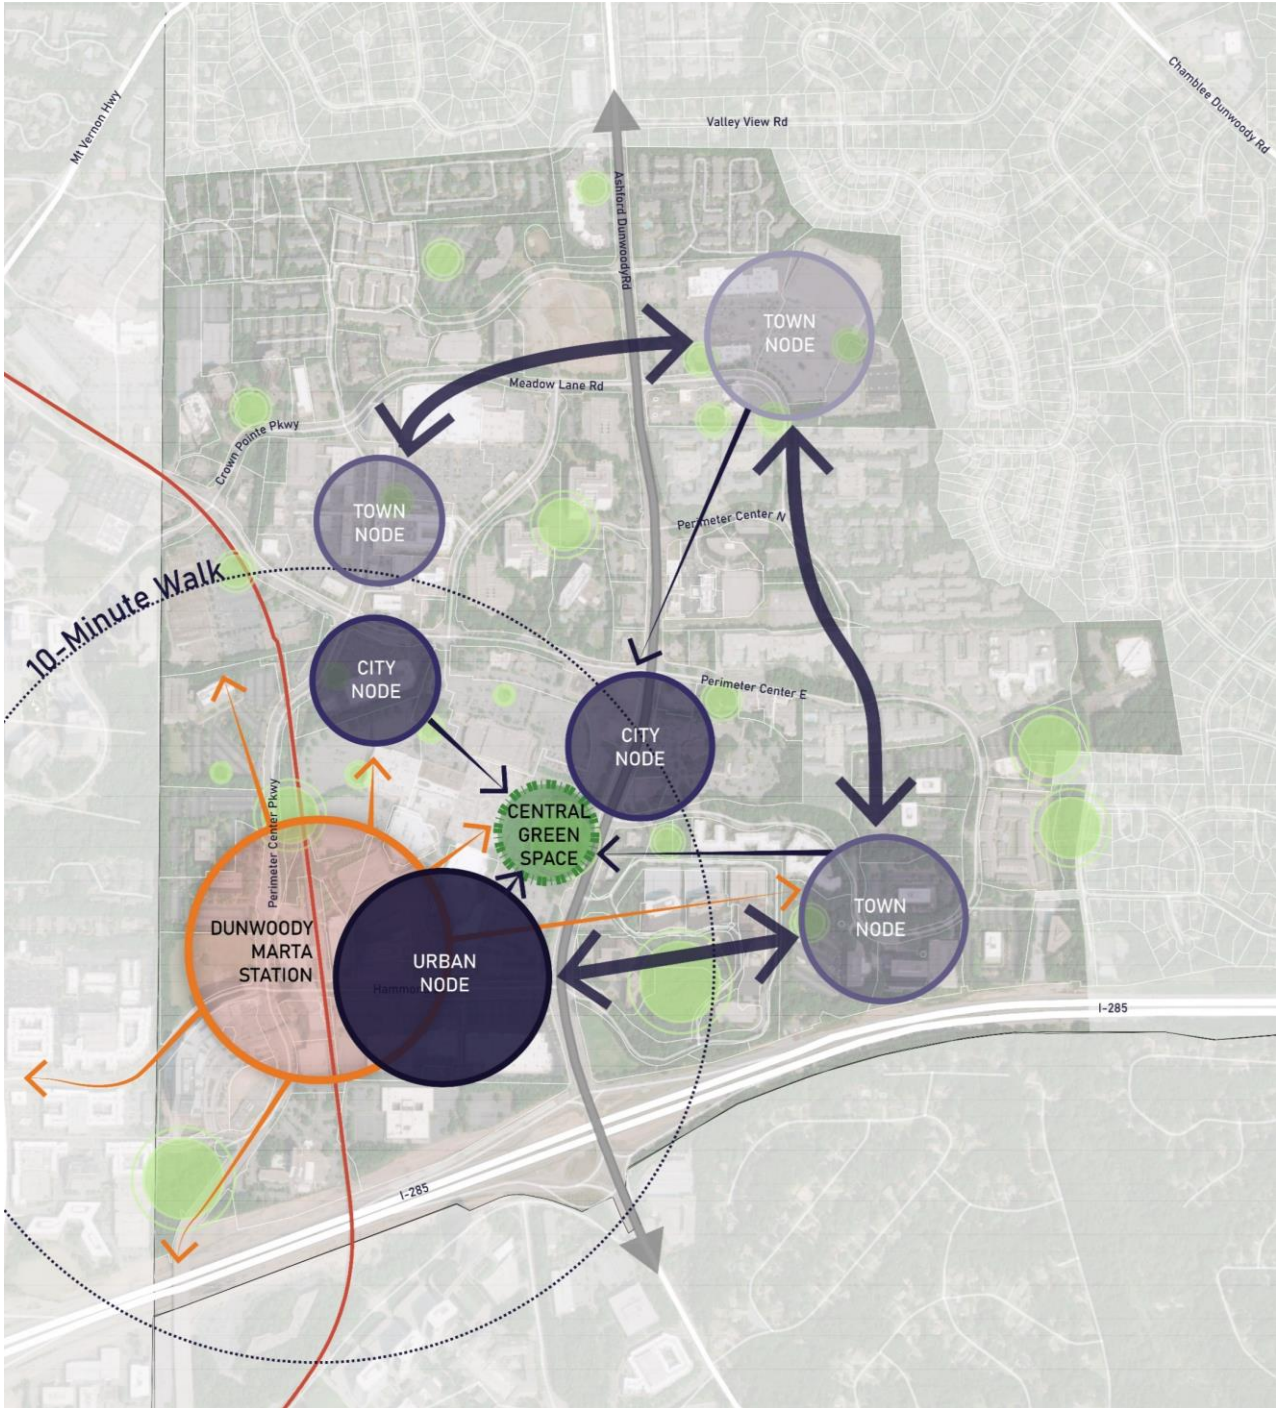 Mt Vernon Hwy
Chamblee Dunwoody Rd
Valley View Rd
Ashford DunwoodyRd
TOWN
NODE
Meadow Lane Rd
Crown Pointe Pkwy
TOWN
NODE
Perimeter Center N
10-Minute Walk
CITY
NODE
Perimeter Center E
CITY
NODE
Perimeter Center Pkwy
CENTRAL
GREEN
SPACE
DUNWOODY
MARTA
STATION
URBAN
NODE
TOWN
NODE
I-285
I-285